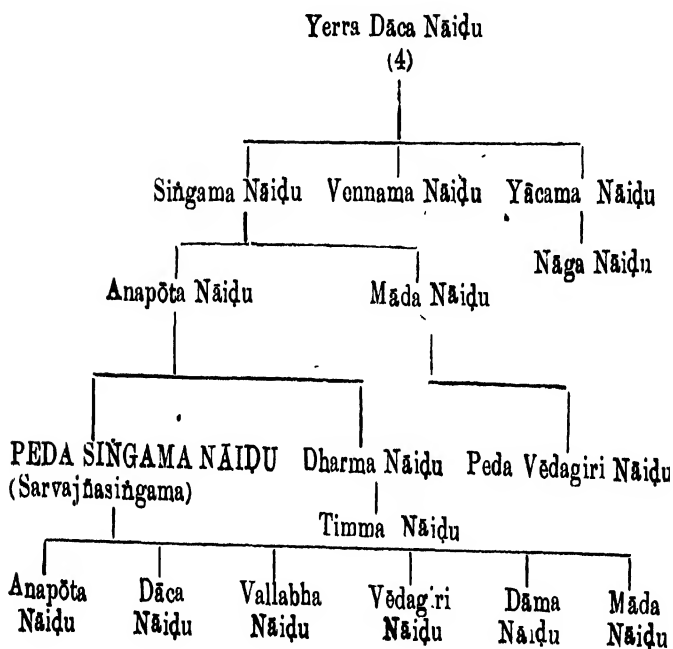 Yerra Dāca Nāiḍu
(4)
Siṅgama Nāiḍu Vennama Nāiḍu Yācama Nāiḍu
Nāga Nāiḍu
Anapōta Nāiḍu Māda Nāiḍu
PEDA SIṄGAMA NĀIḌU Dharma Nāiḍu Peda Vēdagiri Nāiḍu
(Sarvajñasiṅgama)
Timma Nāiḍu
Anapōta Dāca Vallabha Vēdagiri Dāma Māda
Nāiḍu Nāiḍu Nāiḍu Nāiḍu Nāiḍu Nāiḍu